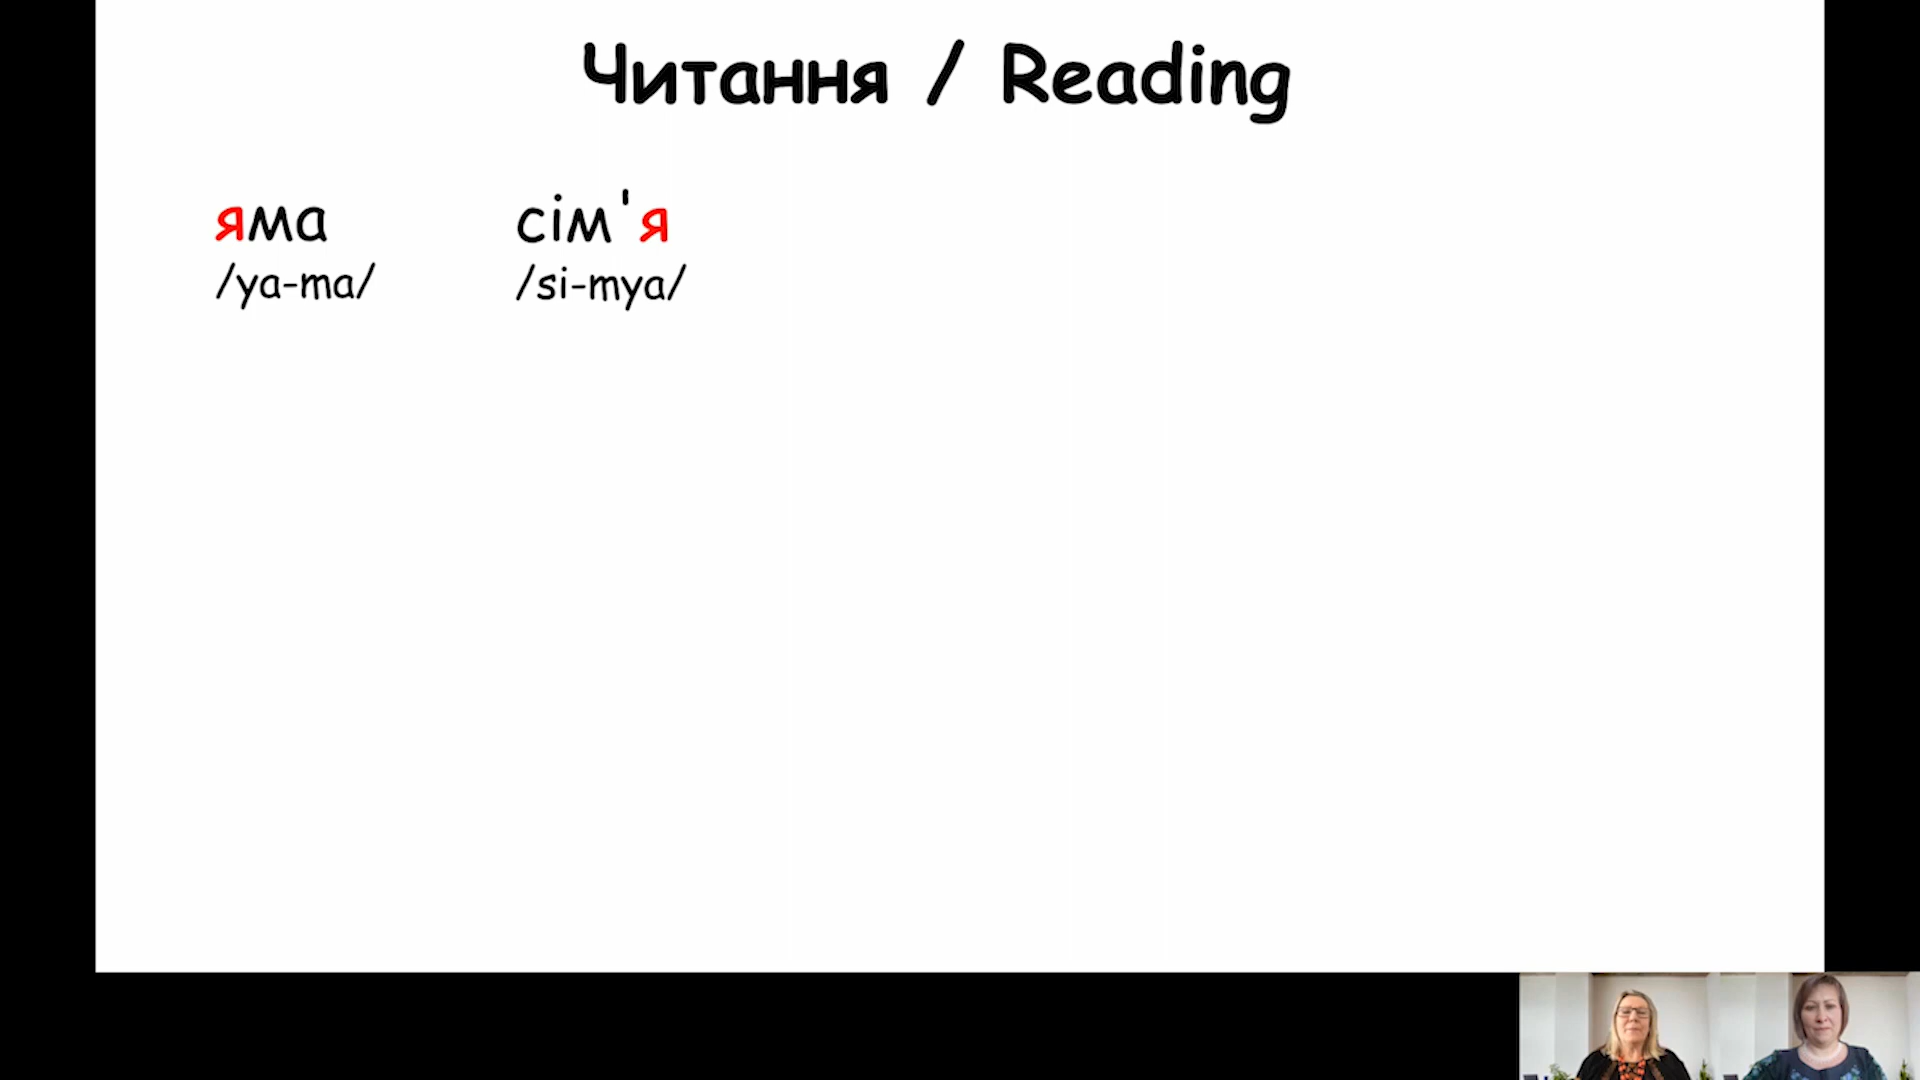 Читання / Reading
яма сім'я
/ya-ma/ /si-mya/